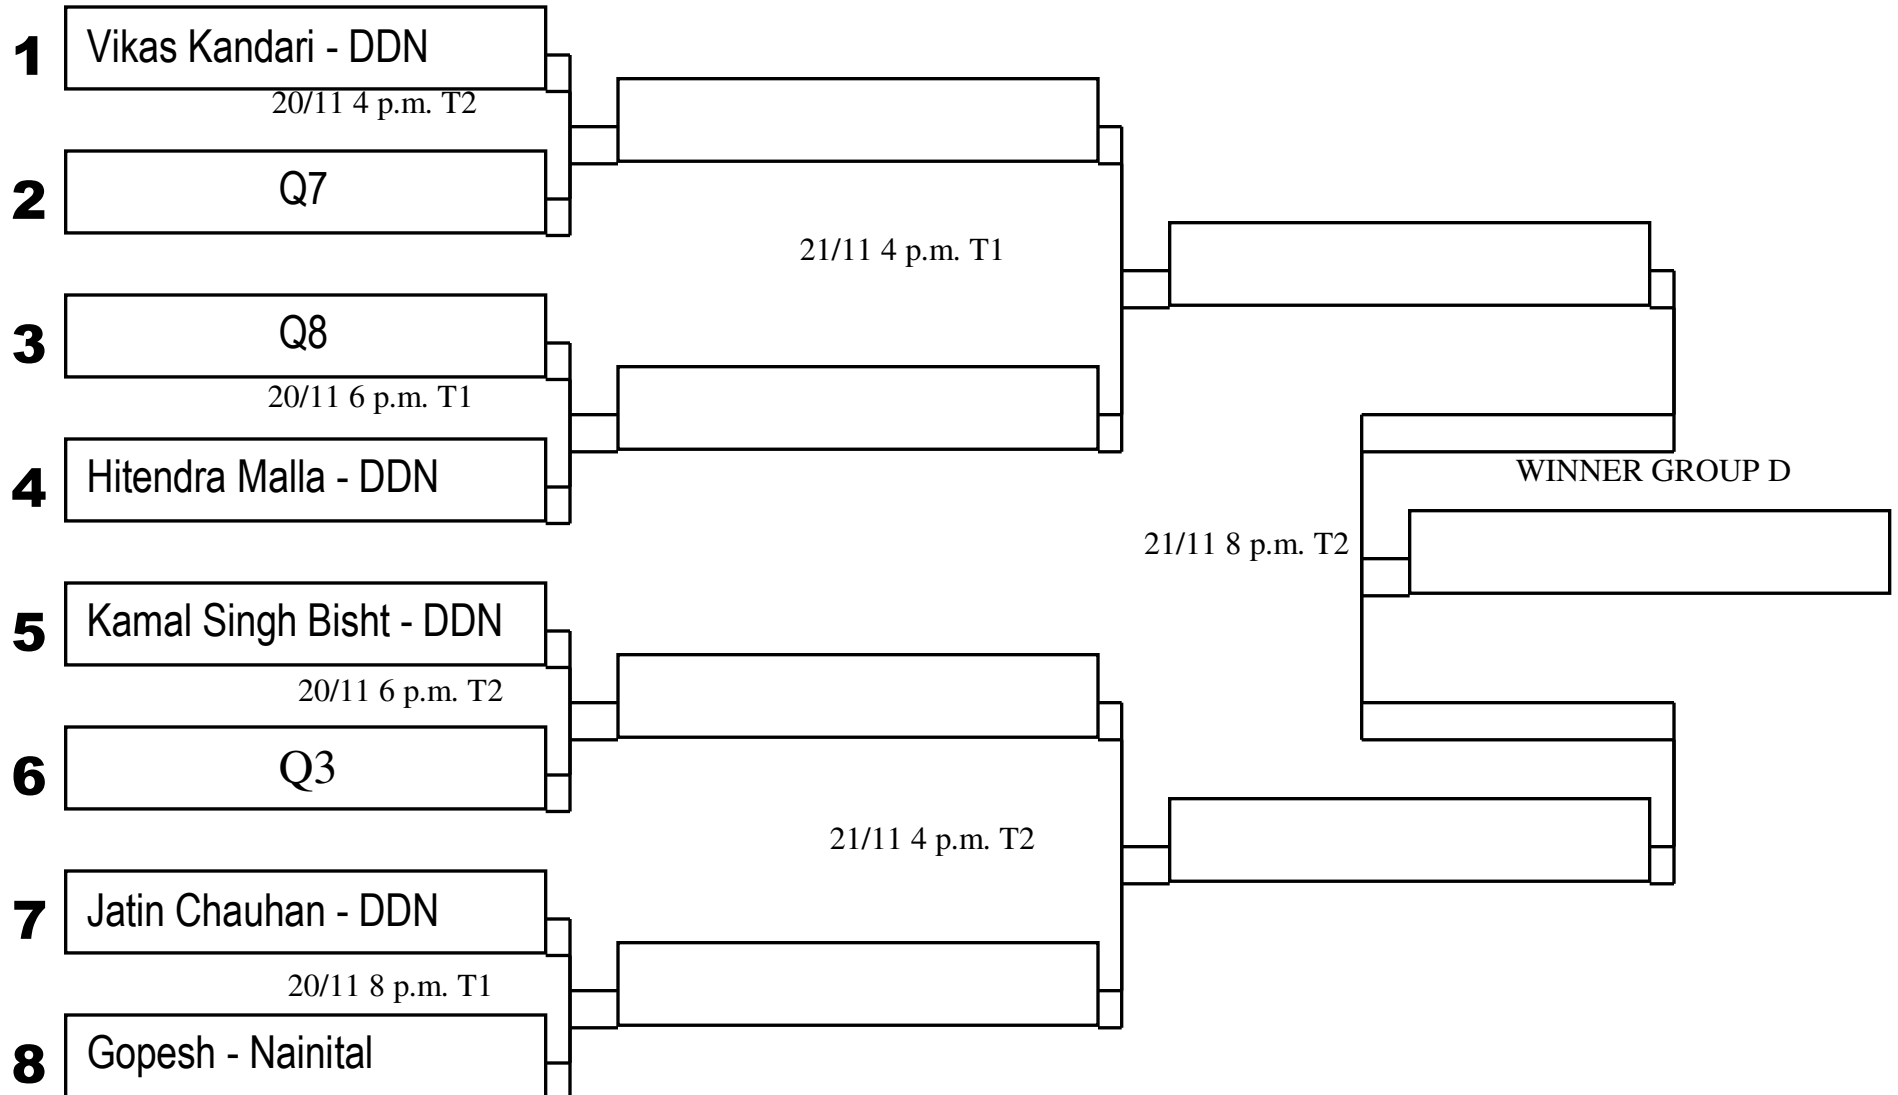 1 Vikas Kandari - DDN
20/11 4 p.m. T2
2 Q7
21/11 4 p.m. T1
3 Q8
20/11 6 p.m. T1
4 Hitendra Malla - DDN
WINNER GROUP D
21/11 8 p.m. T2
5 Kamal Singh Bisht - DDN
20/11 6 p.m. T2
6 Q3
21/11 4 p.m. T2
7 Jatin Chauhan - DDN
20/11 8 p.m. T1
8 Gopesh - Nainital